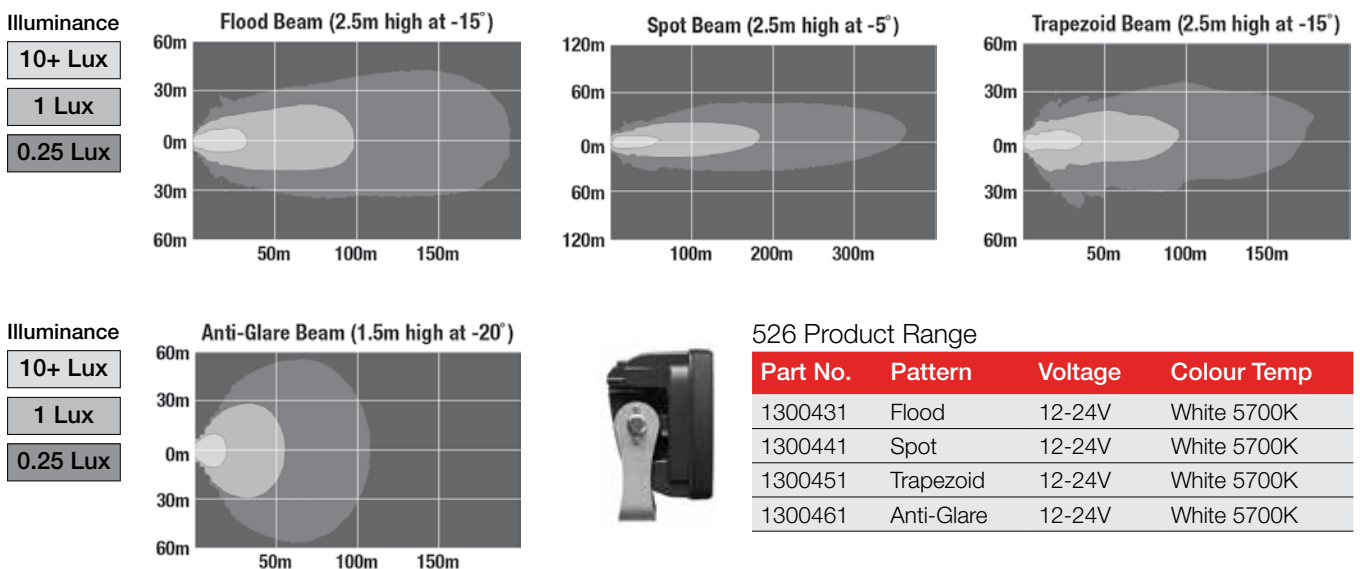 Illuminance
10+ Lux
1 Lux
0.25 Lux
Flood Beam (2.5m high at -15°)
60m
30m
0m
30m
60m
50m 100m 150m
Spot Beam (2.5m high at -5°)
120m
60m
0m
60m
120m
100m 200m 300m
Trapezoid Beam (2.5m high at -15°)
60m
30m
0m
30m
60m
50m 100m 150m
Illuminance
10+ Lux
1 Lux
0.25 Lux
Anti-Glare Beam (1.5m high at -20°)
60m
30m
0m
30m
60m
50m 100m 150m
526 Product Range
Part No. Pattern Voltage Colour Temp
1300431 Flood 12-24V White 5700K
1300441 Spot 12-24V White 5700K
1300451 Trapezoid 12-24V White 5700K
1300461 Anti-Glare 12-24V White 5700K